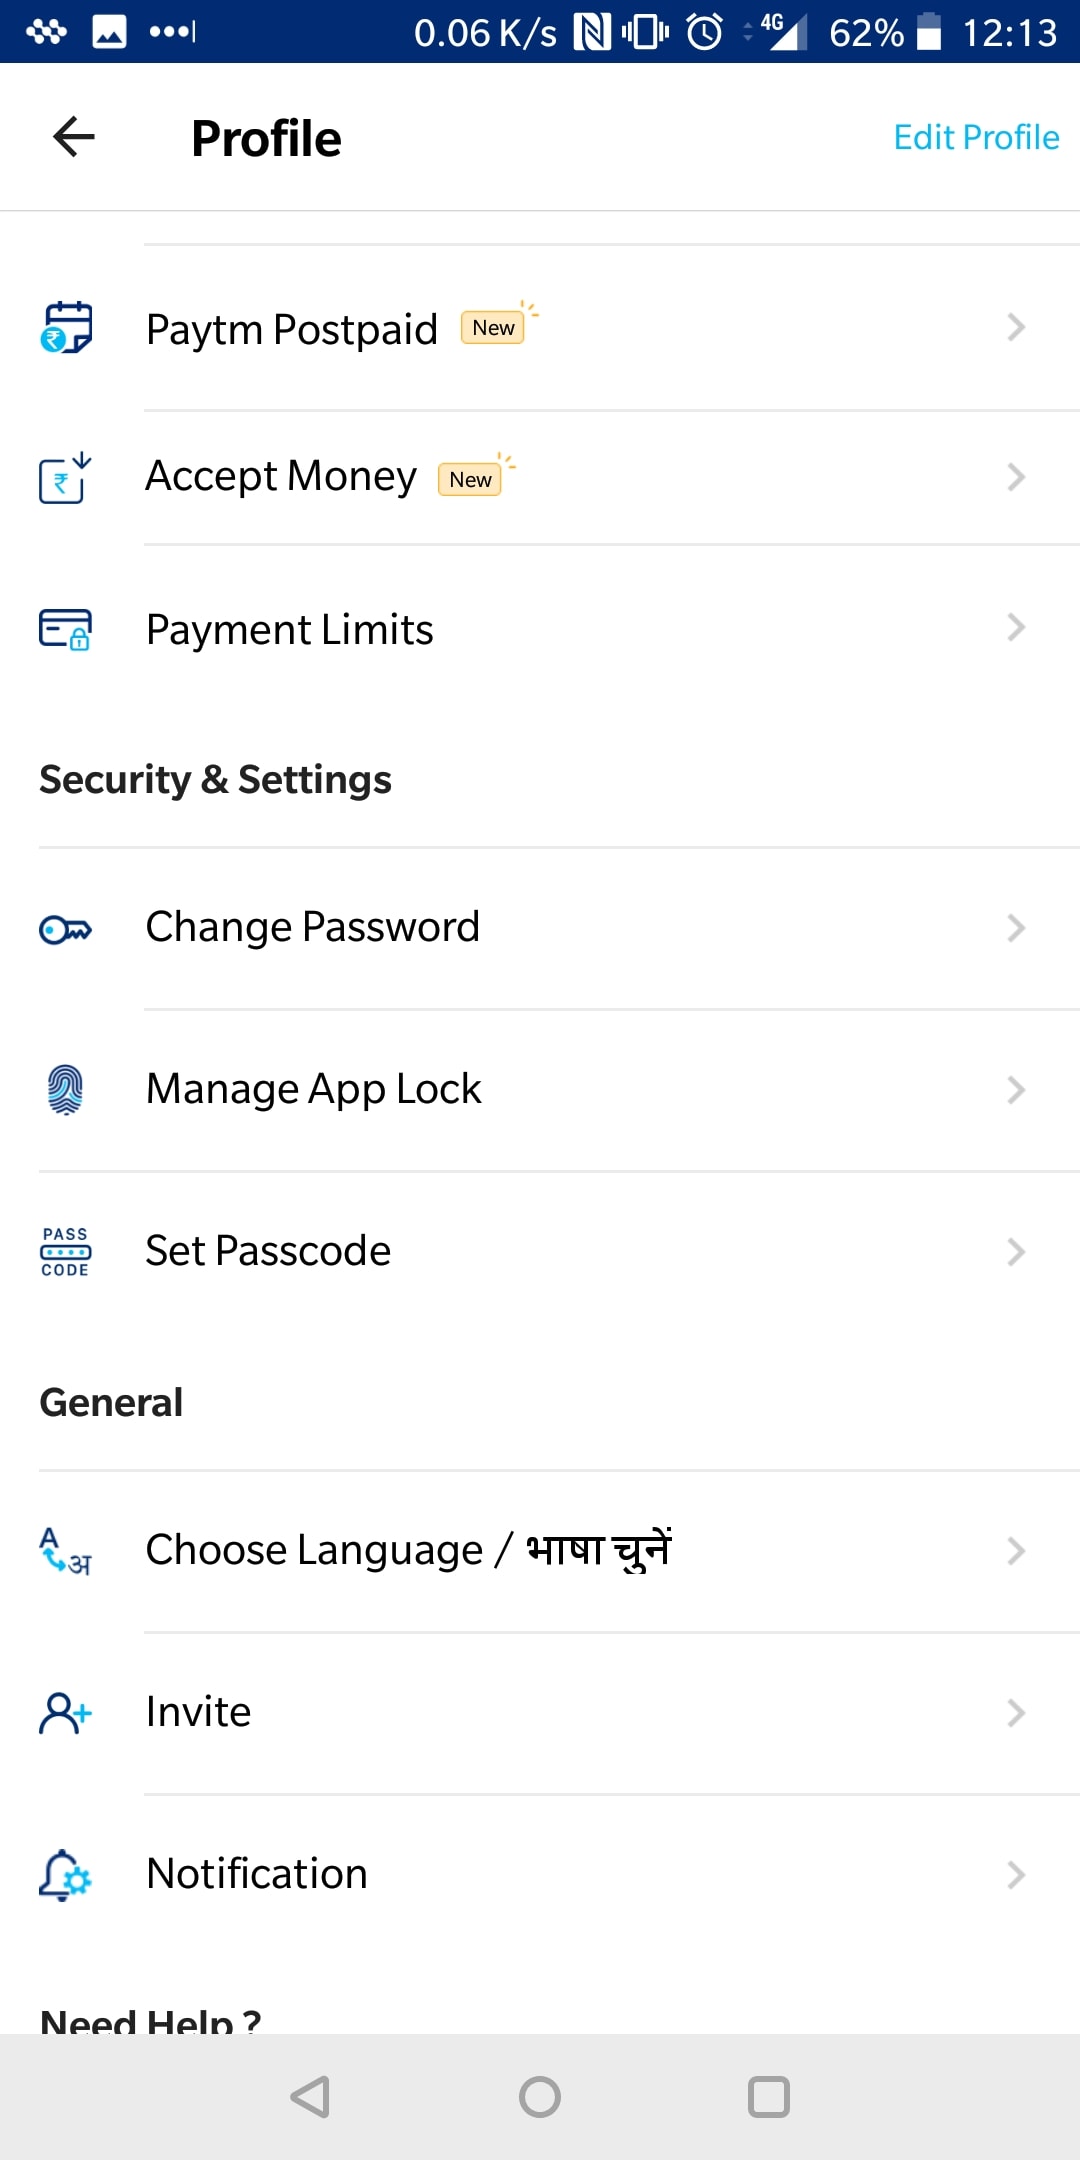 0.06 K/s 4G 62% 12:13
Profile Edit Profile
₹ Paytm Postpaid New
₹ Accept Money New
Payment Limits
Security & Settings
Change Password
Manage App Lock
PASS
CODE
Set Passcode
General
A अ Choose Language / भाषा चुनें
Invite
Notification
Need Help ?